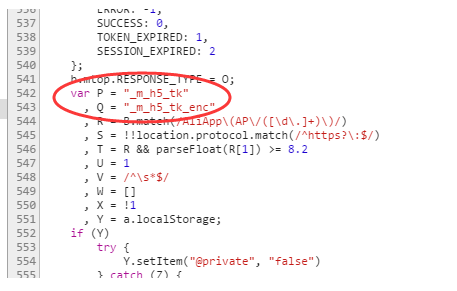 536 ERROR: -1,
537 SUCCESS: 0,
538 TOKEN_EXPIRED: 1,
539 SESSION_EXPIRED: 2
540 };
541 h.mtop.RESPONSE_TYPE = O;
542 var P = "_m_h5_tk"
543 , Q = "_m_h5_tk_enc"
544 , R = B.match(/AliApp\(AP\/([\d\.]+)\)/)
545 , S = !!location.protocol.match(/^https?\:$/)
546 , T = R && parseFloat(R[1]) >= 8.2
547 , U = 1
548 , V = /^\s*$/
549 , W = []
550 , X = !1
551 , Y = a.localStorage;
552 if (Y)
553 try {
554 Y.setItem("@private", "false")
555 } catch (Z) {